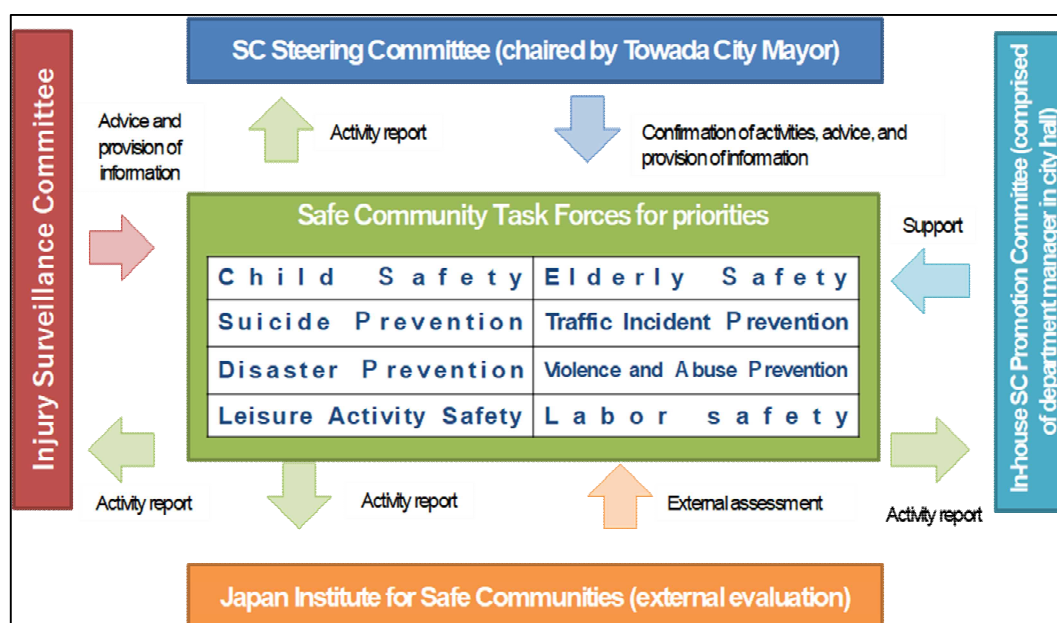 SC Steering Committee (chaired by Towada City Mayor)
Injury Surveillance Committee
In-house SC Promotion Committee (comprised
of department manager in city hall)
Advice and
provision of
information
Activity report
Confirmation of activities, advice, and
provision of information
Safe Community Task Forces for priorities
Support
Child Safety
Elderly Safety
Suicide Prevention
Traffic Incident Prevention
Disaster Prevention
Violence and Abuse Prevention
Leisure Activity Safety
Labor safety
Activity report
Activity report
External assessment
Activity report
Japan Institute for Safe Communities (external evaluation)